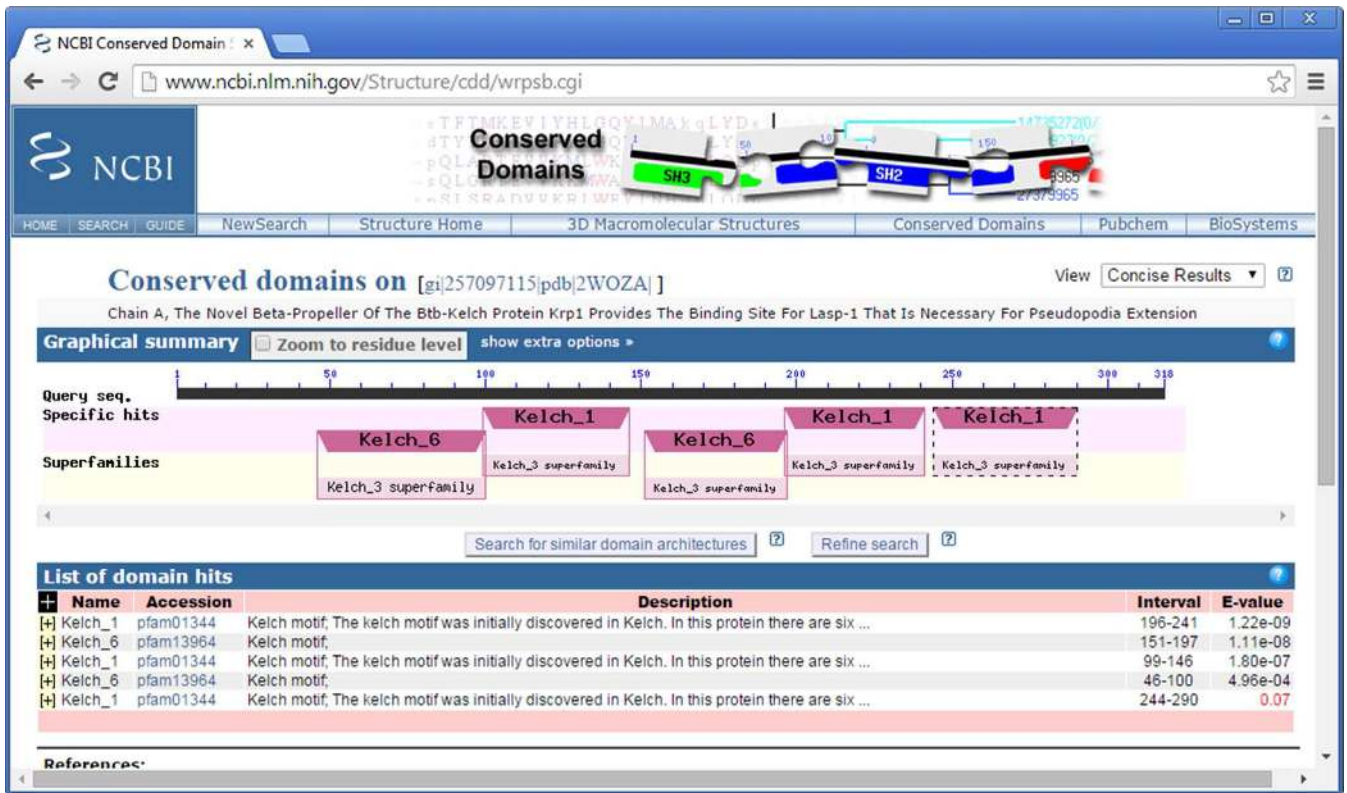 NCBI Conserved Domain S
www.ncbi.nlm.nih.gov/Structure/cdd/wrpsb.cgi
NCBI
Conserved
Domains
SH3
SH2
HOME SEARCH GUIDE NewSearch Structure Home 3D Macromolecular Structures Conserved Domains Pubchem BioSystems
Conserved domains on [gi|257097115|pdb|2WOZA| ]
View Concise Results
Chain A, The Novel Beta-Propeller Of The Btb-Kelch Protein Krp1 Provides The Binding Site For Lasp-1 That Is Necessary For Pseudopodia Extension
Graphical summary Zoom to residue level show extra options »
1 50 100 150 200 250 300 318
Query seq.
Specific hits
Kelch_1 Kelch_1 Kelch_1
Kelch_6 Kelch_6
Superfamilies
Kelch_3 superfamily Kelch_3 superfamily Kelch_3 superfamily
Kelch_3 superfamily Kelch_3 superfamily
Search for similar domain architectures Refine search
List of domain hits
Name Accession Description Interval E-value
[+] Kelch_1 pfam01344 Kelch motif; The kelch motif was initially discovered in Kelch. In this protein there are six ... 196-241 1.22e-09
[+] Kelch_6 pfam13964 Kelch motif; 151-197 1.11e-08
[+] Kelch_1 pfam01344 Kelch motif; The kelch motif was initially discovered in Kelch. In this protein there are six ... 99-146 1.80e-07
[+] Kelch_6 pfam13964 Kelch motif; 46-100 4.96e-04
[+] Kelch_1 pfam01344 Kelch motif; The kelch motif was initially discovered in Kelch. In this protein there are six ... 244-290 0.07
References: